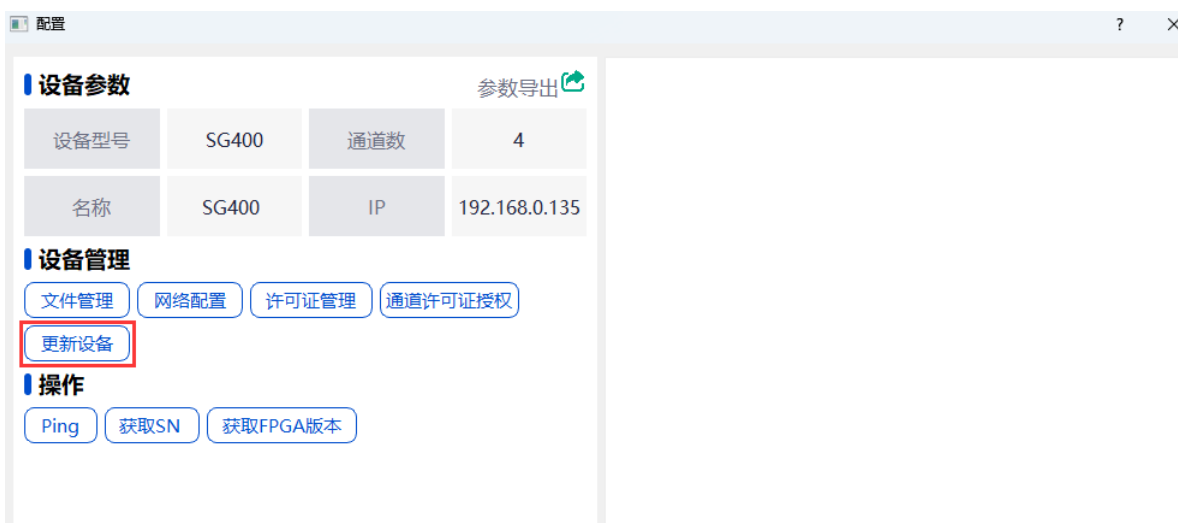 配置 ?
设备参数 参数导出
设备型号 SG400 通道数 4
名称 SG400 IP 192.168.0.135
设备管理
文件管理 网络配置 许可证管理 通道许可证授权
更新设备
操作
Ping 获取SN 获取FPGA版本